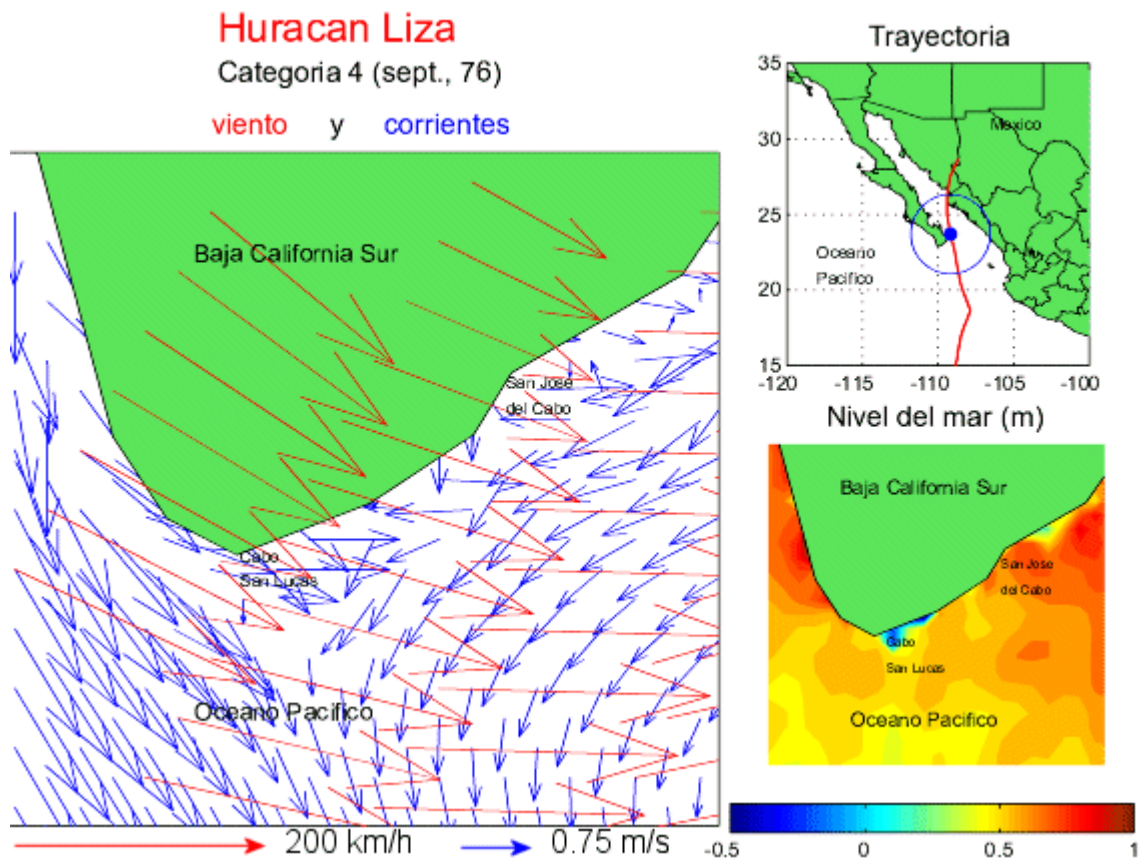 Huracan Liza
Categoria 4 (sept., 76)
viento y corrientes
Baja California Sur
San Jose
del Cabo
Cabo
San Lucas
Oceano Pacifico
200 km/h
0.75 m/s
Trayectoria
35
30
25
20
15
-120
-115
-110
-105
-100
Mexico
Oceano
Pacifico
Nivel del mar (m)
Baja California Sur
San Jose
del Cabo
Cabo
San Lucas
Oceano Pacifico
-0.5
0
0.5
1